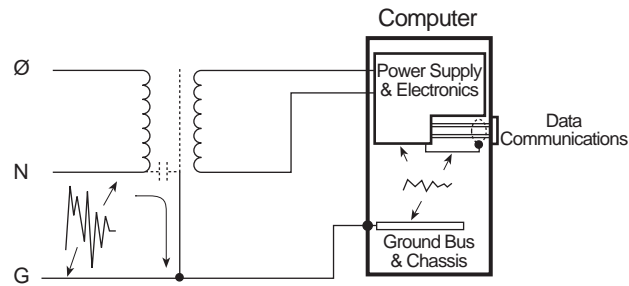 Computer
Ø
Power Supply
& Electronics
Data
Communications
N
Ground Bus
& Chassis
G